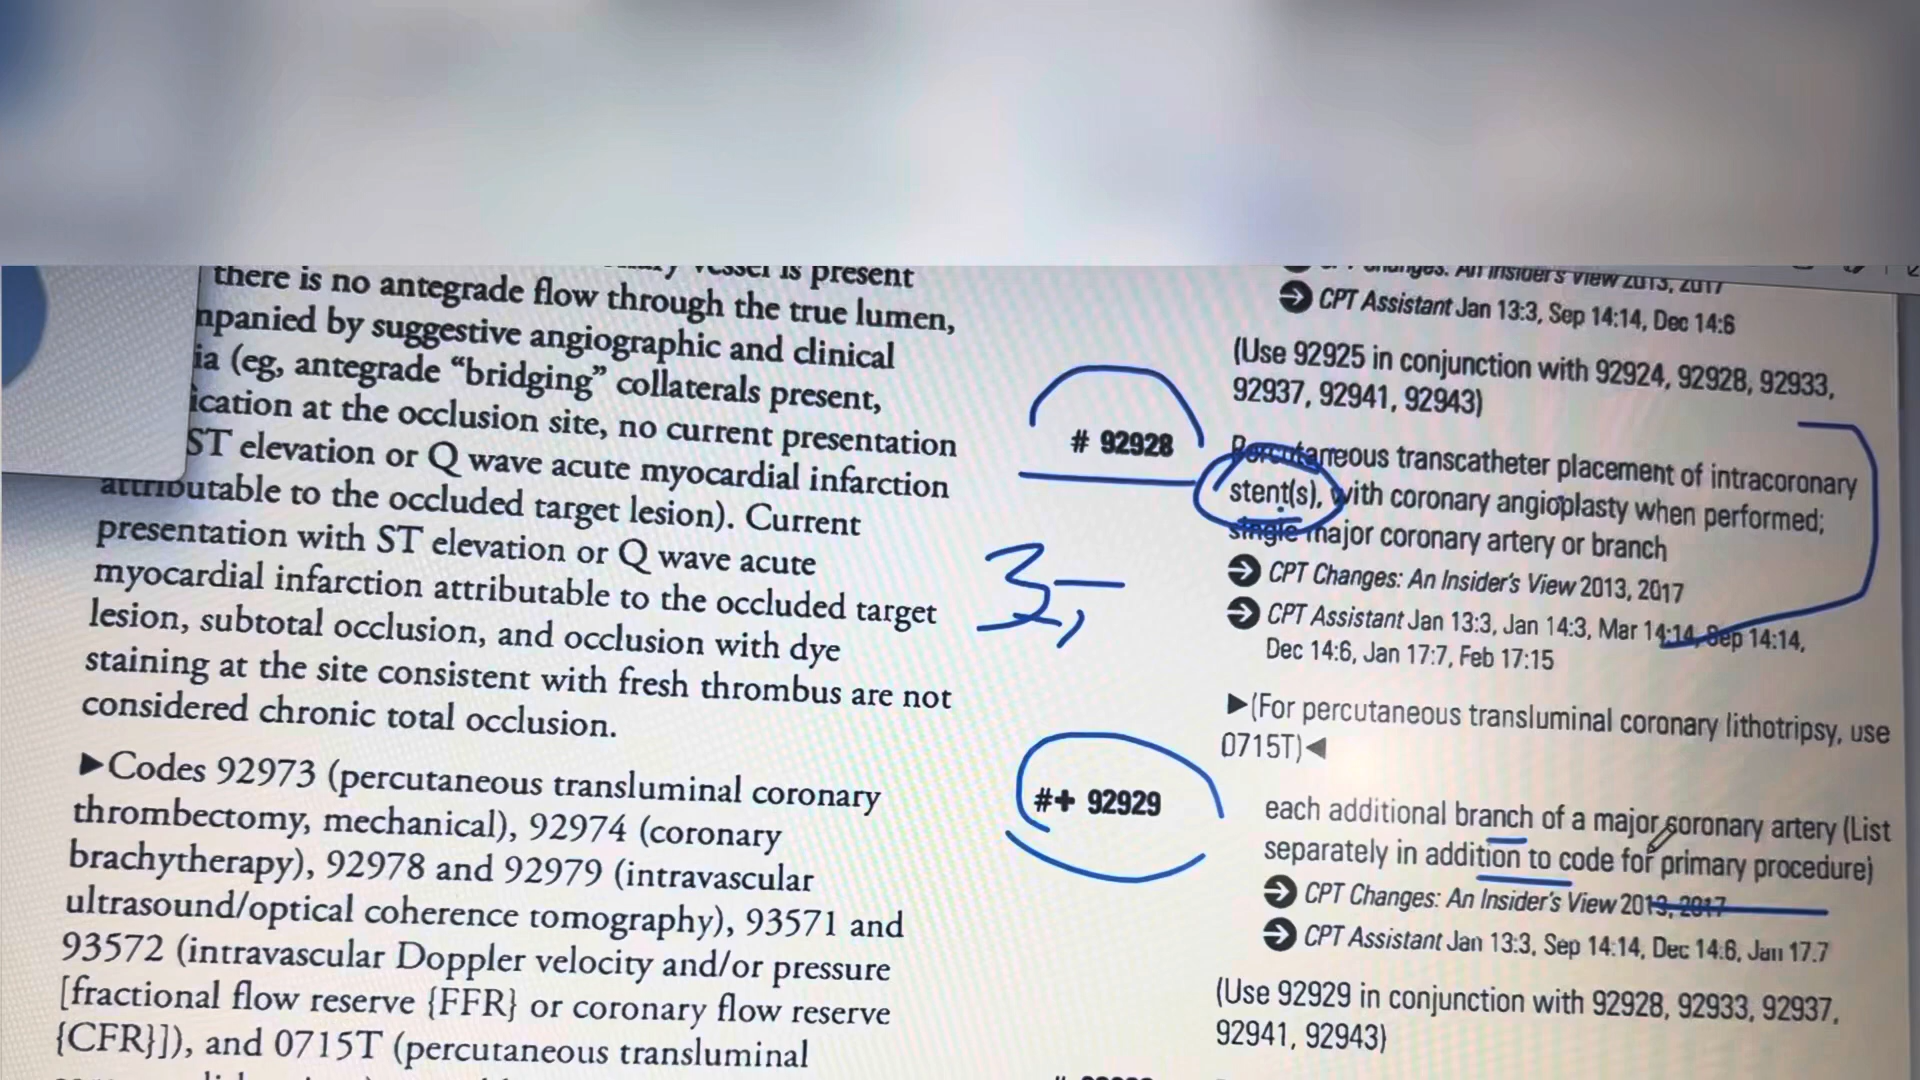 vessel is present
there is no antegrade flow through the true lumen,
mpanied by suggestive angiographic and clinical
ia (eg, antegrade “bridging” collaterals present,
ication at the occlusion site, no current presentation
ST elevation or Q wave acute myocardial infarction
attributable to the occluded target lesion). Current
presentation with ST elevation or Q wave acute
myocardial infarction attributable to the occluded target
lesion, subtotal occlusion, and occlusion with dye
staining at the site consistent with fresh thrombus are not
considered chronic total occlusion.
▶Codes 92973 (percutaneous transluminal coronary
thrombectomy, mechanical), 92974 (coronary
brachytherapy), 92978 and 92979 (intravascular
ultrasound/optical coherence tomography), 93571 and
93572 (intravascular Doppler velocity and/or pressure
[fractional flow reserve {FFR} or coronary flow reserve
{CFR}]), and 0715T (percutaneous transluminal
3,
CPT Changes: An Insider's View 2013, 2017
CPT Assistant Jan 13:3, Sep 14:14, Dec 14:6
(Use 92925 in conjunction with 92924, 92928, 92933,
92937, 92941, 92943)
# 92928 Percutaneous transcatheter placement of intracoronary
stent(s), with coronary angioplasty when performed;
single major coronary artery or branch
CPT Changes: An Insider's View 2013, 2017
CPT Assistant Jan 13:3, Jan 14:3, Mar 14:14, Sep 14:14,
Dec 14:6, Jan 17:7, Feb 17:15
▶(For percutaneous transluminal coronary lithotripsy, use
0715T)◀
#+ 92929 each additional branch of a major coronary artery (List
separately in addition to code for primary procedure)
CPT Changes: An Insider's View 2013, 2017
CPT Assistant Jan 13:3, Sep 14:14, Dec 14:6, Jan 17.7
(Use 92929 in conjunction with 92928, 92933, 92937,
92941, 92943)